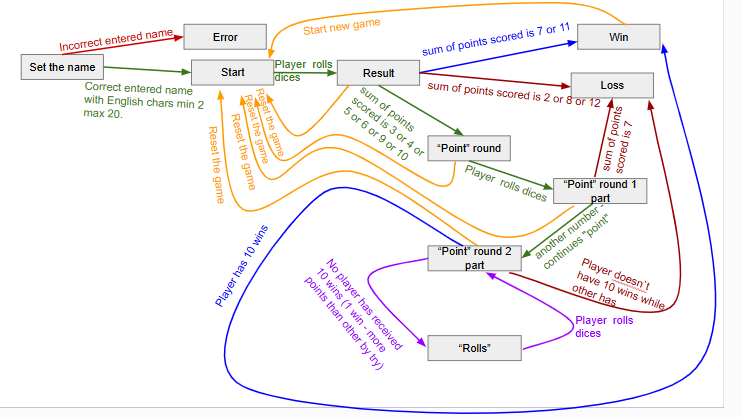 Incorrect entered name
Error
Start new game
Win
sum of points scored is 7 or 11
Set the name
Start
Player rolls
dices
Result
Loss
Correct entered name
with English chars min 2
max 20.
sum of points scored is 2 or 8 or 12
sum of points
scored is 3 or 4 or
5 or 6 or 9 or 10
Reset the game
Reset the game
Reset the game
Reset the game
Reset the game
sum of points
scored is 7
"Point" round
Player rolls dices
"Point" round 1
part
another number -
continues "point"
"Point" round 2
part
Player has 10 wins
Player doesn`t
have 10 wins while
other has
No player has received
10 wins (1 win - more
points than other by try)
Player rolls
dices
"Rolls"